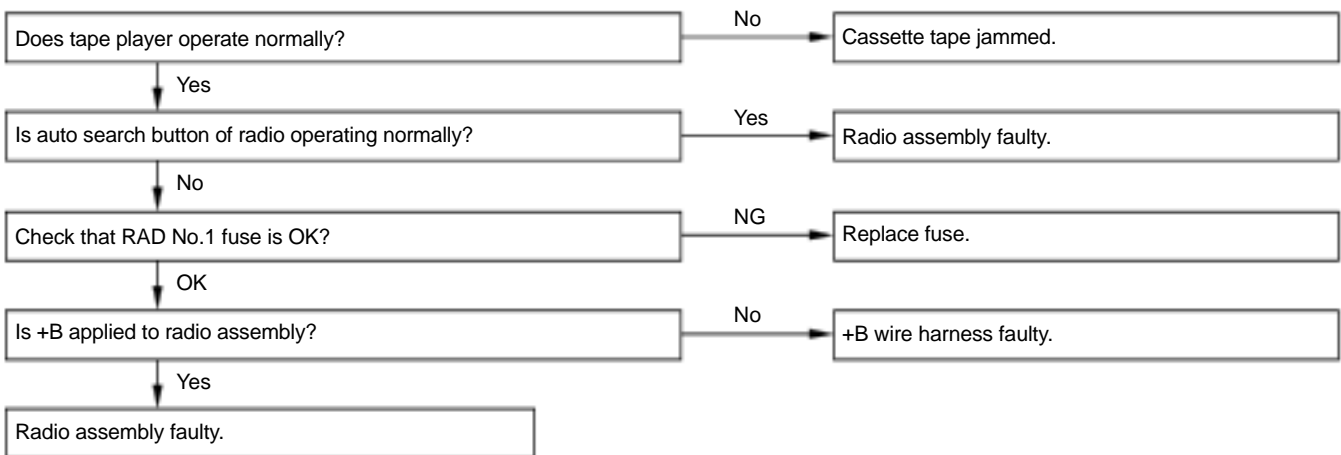 Does tape player operate normally?
No
Cassette tape jammed.
Yes
Is auto search button of radio operating normally?
Yes
Radio assembly faulty.
No
Check that RAD No.1 fuse is OK?
NG
Replace fuse.
OK
Is +B applied to radio assembly?
No
+B wire harness faulty.
Yes
Radio assembly faulty.